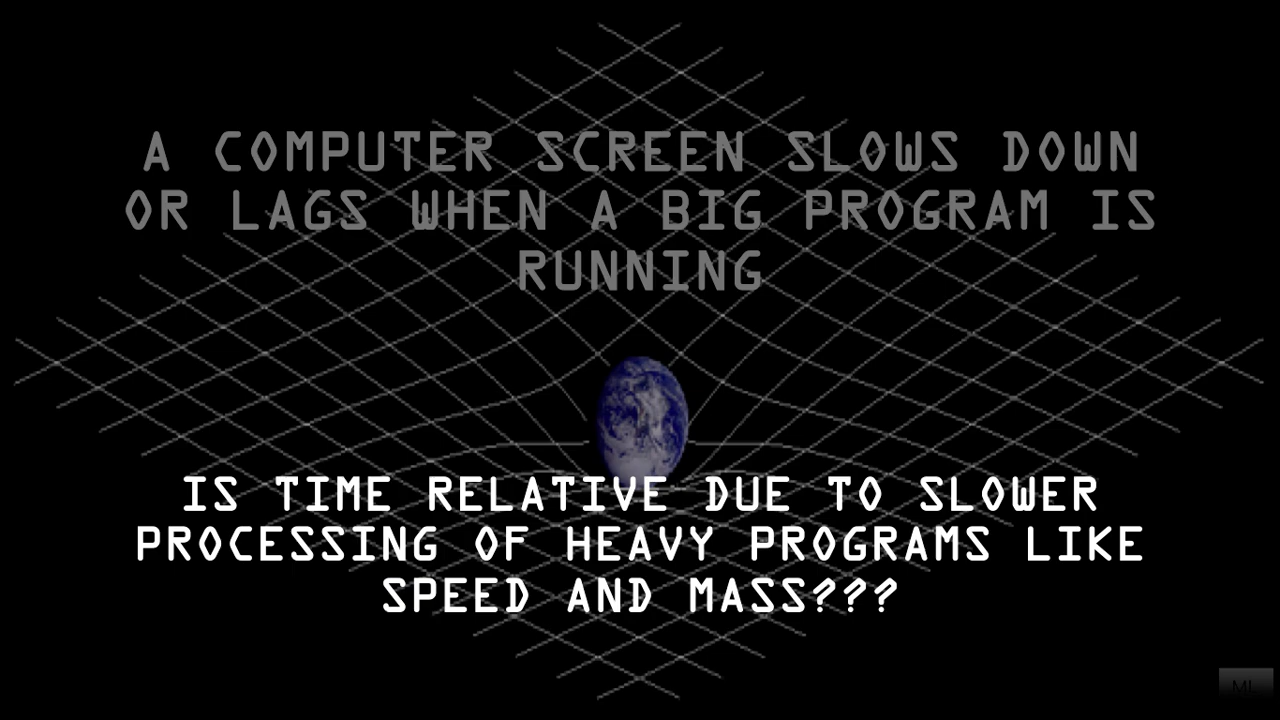 A COMPUTER SCREEN SLOWS DOWN
OR LAGS WHEN A BIG PROGRAM IS
RUNNING
IS TIME RELATIVE DUE TO SLOWER
PROCESSING OF HEAVY PROGRAMS LIKE
SPEED AND MASS???